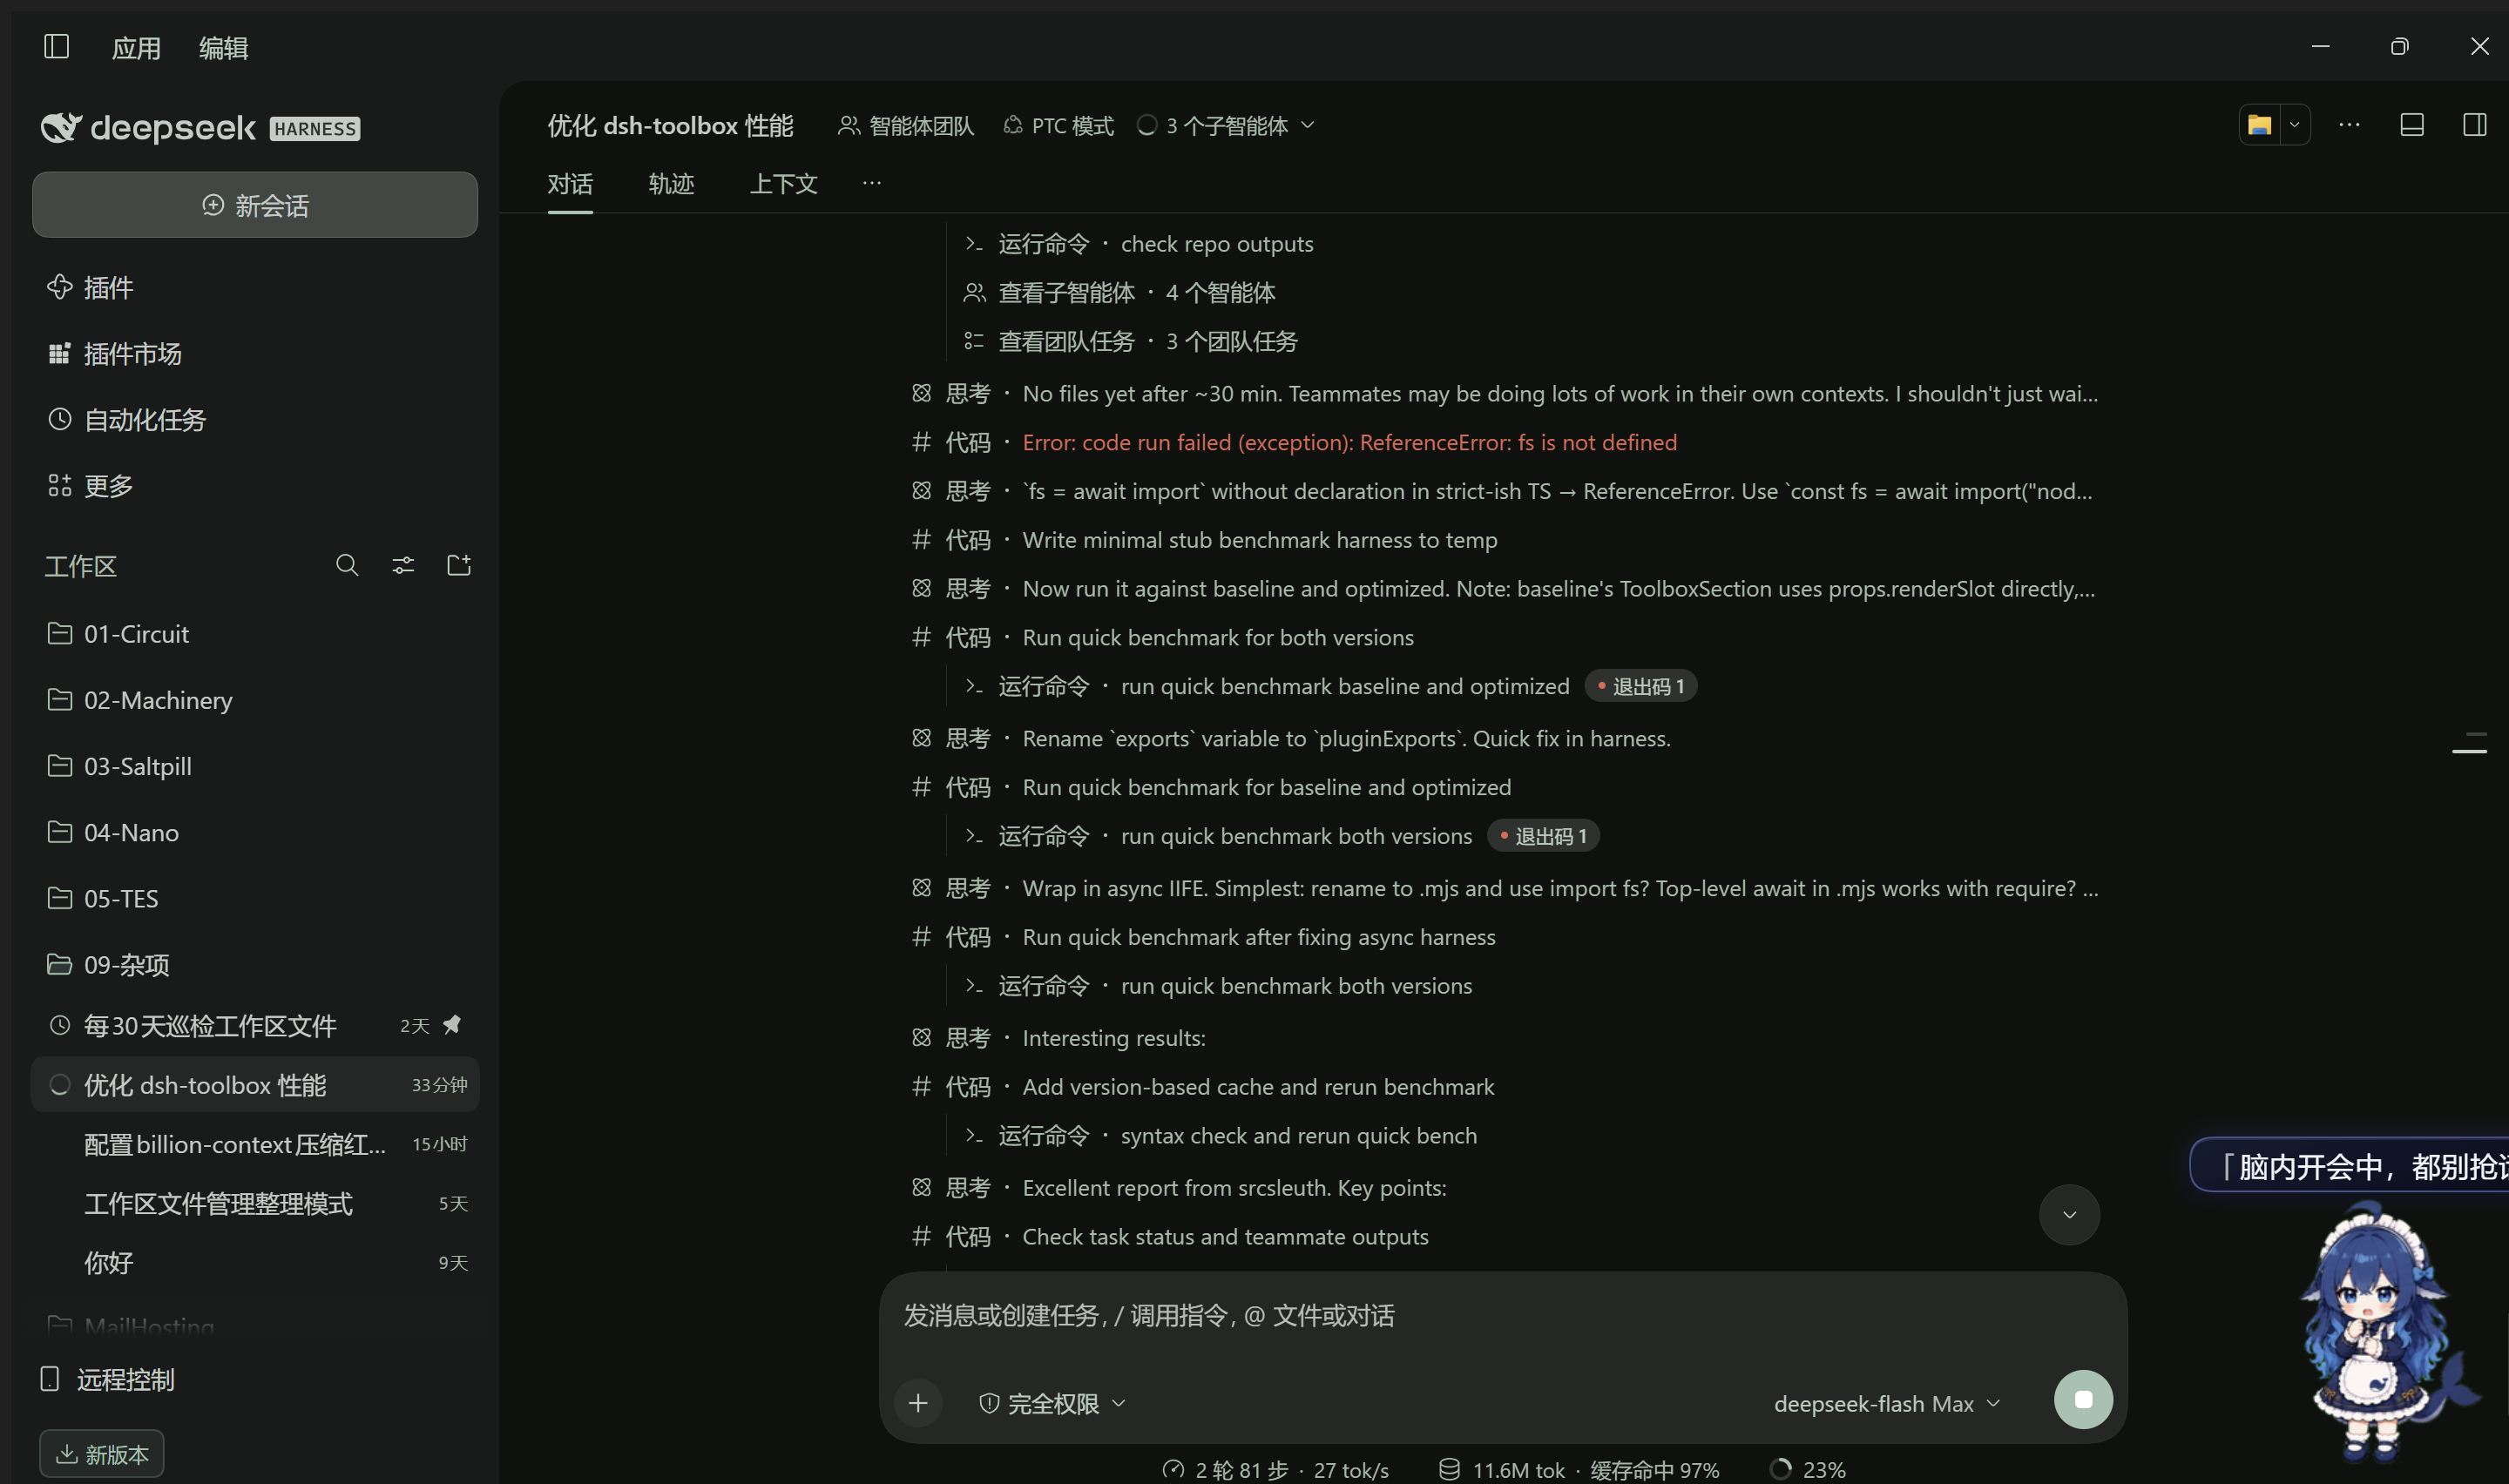 应用 编辑
deepseek HARNESS
新会话
插件
插件市场
自动化任务
更多
工作区
01-Circuit
02-Machinery
03-Saltpill
04-Nano
05-TES
09-杂项
每30天巡检工作区文件 2天
优化 dsh-toolbox 性能 33分钟
配置billion-context压缩红... 15小时
工作区文件管理整理模式 5天
你好 9天
MailHosting
远程控制
新版本
优化 dsh-toolbox 性能 智能体团队 PTC 模式 3 个子智能体
对话 轨迹 上下文 ...
运行命令 · check repo outputs
查看子智能体 · 4 个智能体
查看团队任务 · 3 个团队任务
思考 · No files yet after ~30 min. Teammates may be doing lots of work in their own contexts. I shouldn't just wai...
代码 · Error: code run failed (exception): ReferenceError: fs is not defined
思考 · `fs = await import` without declaration in strict-ish TS → ReferenceError. Use `const fs = await import("nod...
代码 · Write minimal stub benchmark harness to temp
思考 · Now run it against baseline and optimized. Note: baseline's ToolboxSection uses props.renderSlot directly,...
代码 · Run quick benchmark for both versions
运行命令 · run quick benchmark baseline and optimized 退出码 1
思考 · Rename `exports` variable to `pluginExports`. Quick fix in harness.
代码 · Run quick benchmark for baseline and optimized
运行命令 · run quick benchmark both versions 退出码 1
思考 · Wrap in async IIFE. Simplest: rename to .mjs and use import fs? Top-level await in .mjs works with require? ...
代码 · Run quick benchmark after fixing async harness
运行命令 · run quick benchmark both versions
思考 · Interesting results:
代码 · Add version-based cache and rerun benchmark
运行命令 · syntax check and rerun quick bench
思考 · Excellent report from srcsleuth. Key points:
代码 · Check task status and teammate outputs
「脑内开会中，都别抢
发消息或创建任务, / 调用指令, @ 文件或对话
完全权限
deepseek-flash Max
2 轮 81 步 · 27 tok/s 11.6M tok · 缓存命中 97% 23%